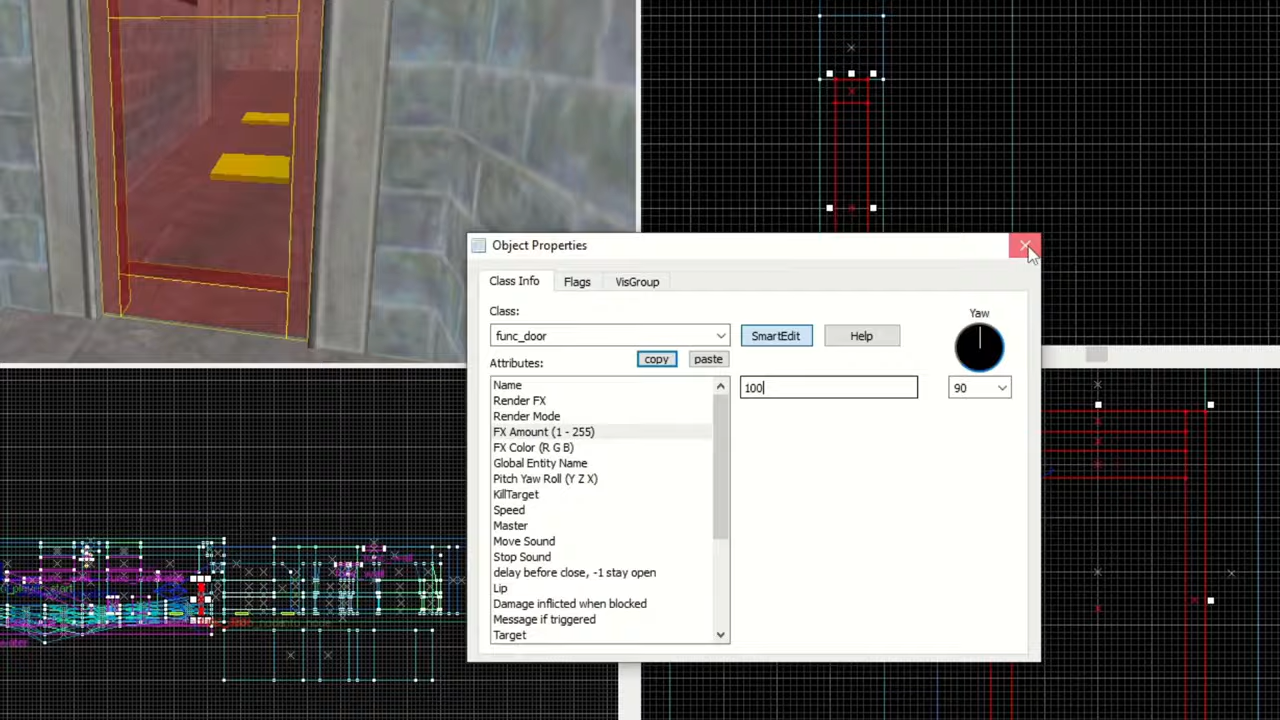 Object Properties
Class Info Flags VisGroup
Class:
Yaw
func_door SmartEdit Help
Attributes: copy paste
Name 100 90
Render FX
Render Mode
FX Amount (1 - 255)
FX Color (R G B)
Global Entity Name
Pitch Yaw Roll (Y Z X)
KillTarget
Speed
Master
Move Sound
Stop Sound
delay before close, -1 stay open
Lip
Damage inflicted when blocked
Message if triggered
Target